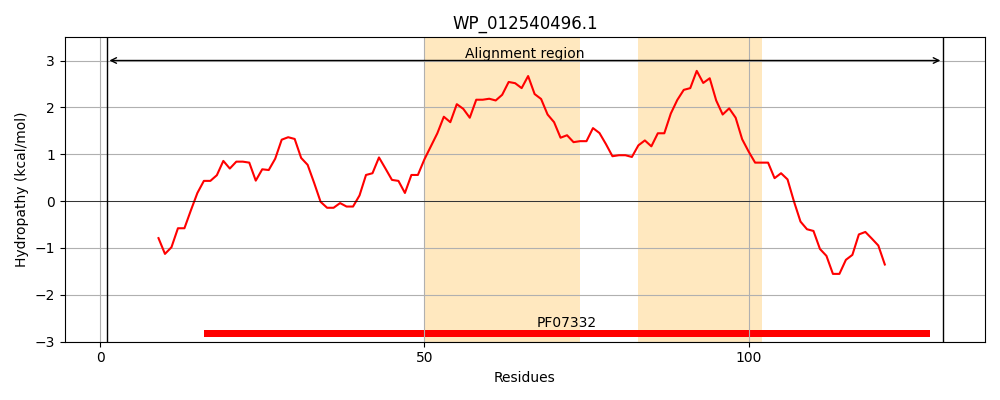 WP_012540496.1
Alignment region
Hydropathy (kcal/mol)
3
2
1
0
−1
−2
−3
PF07332
0 50 100
Residues